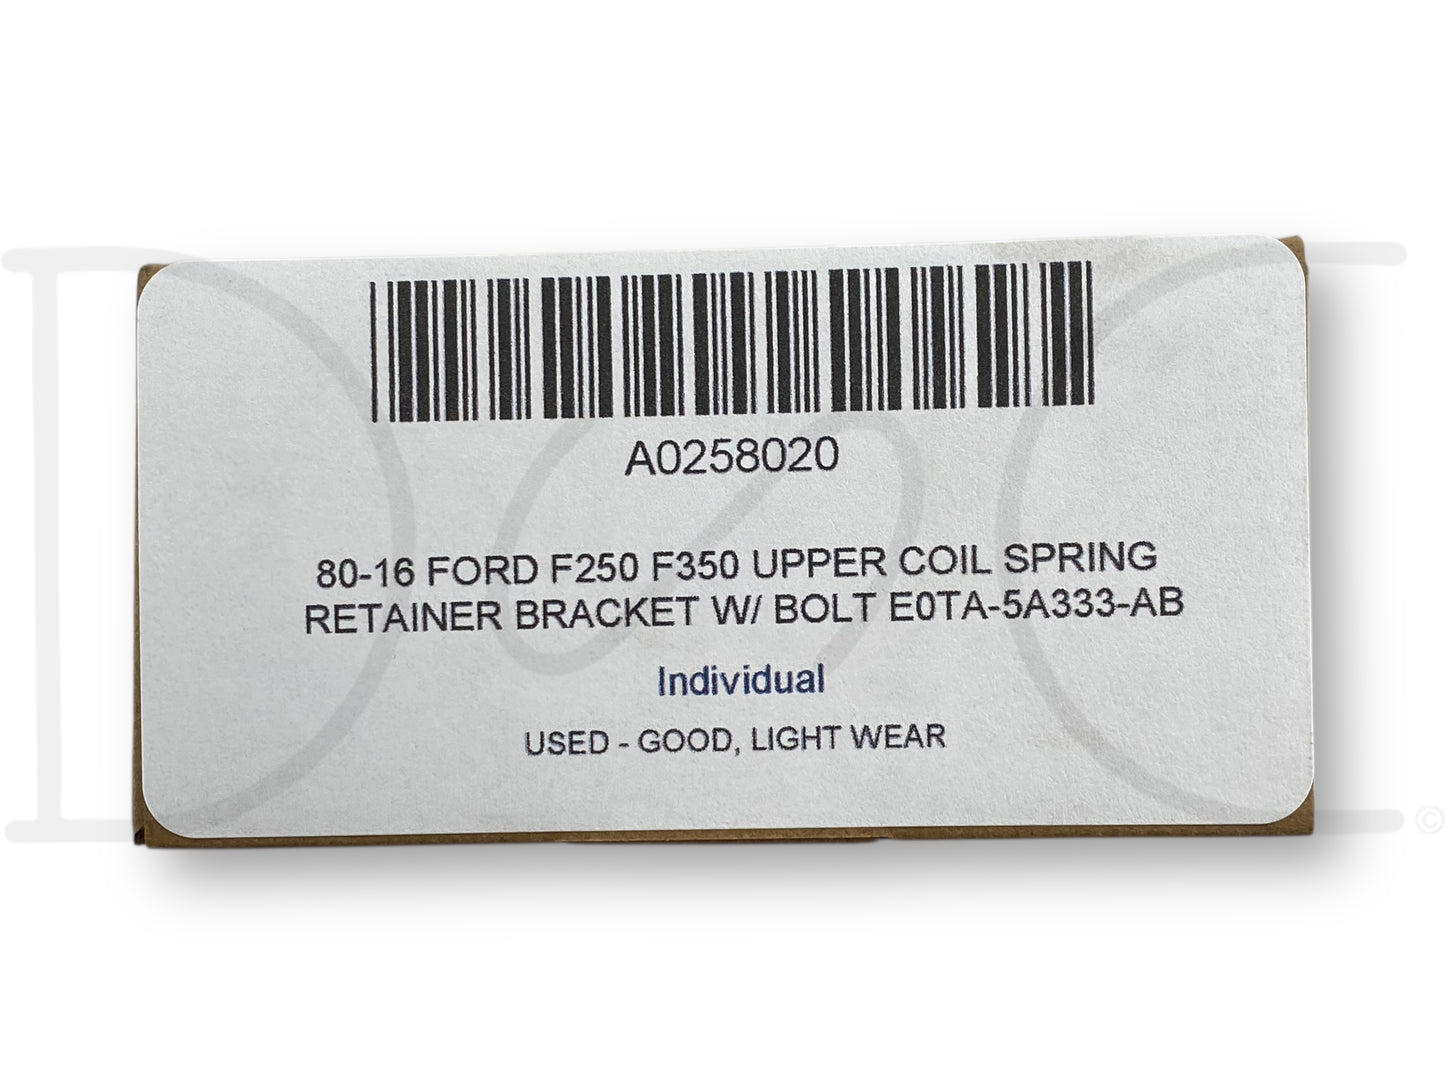 A0258020
80-16 FORD F250 F350 UPPER COIL SPRING
RETAINER BRACKET W/ BOLT E0TA-5A333-AB
Individual
USED - GOOD, LIGHT WEAR
©